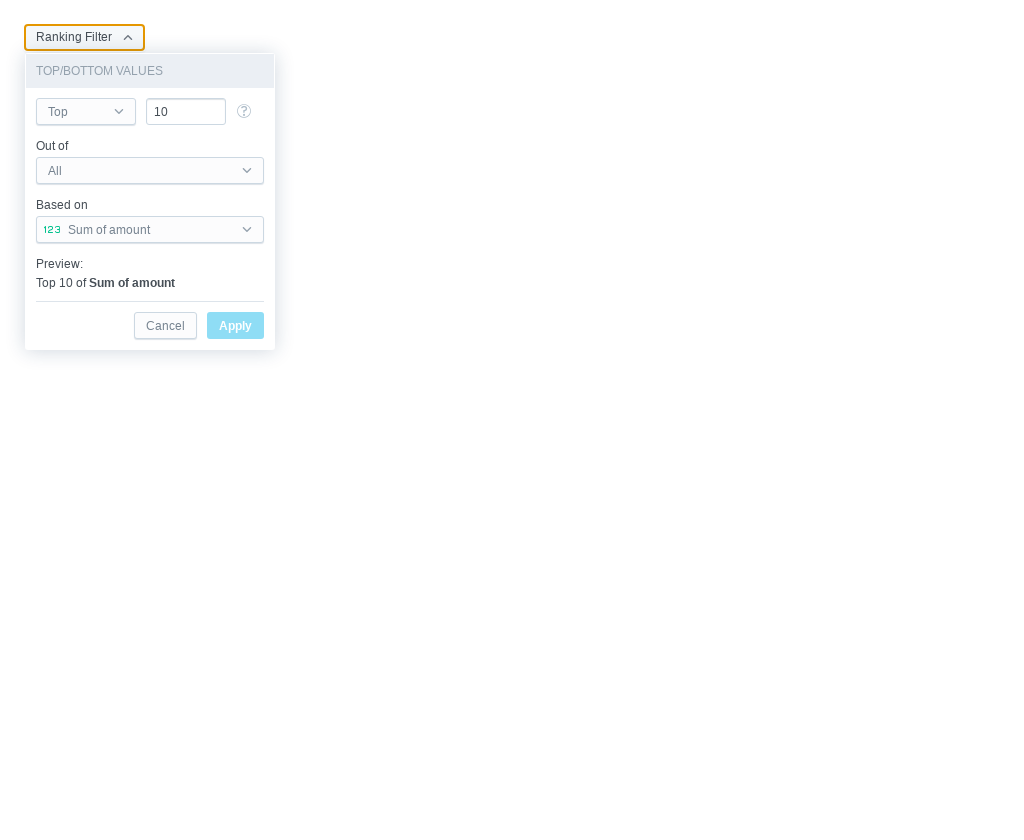 Ranking Filter
TOP/BOTTOM VALUES
Top 10 ?
Out of
All
Based on
123 Sum of amount
Preview:
Top 10 of Sum of amount
Cancel Apply